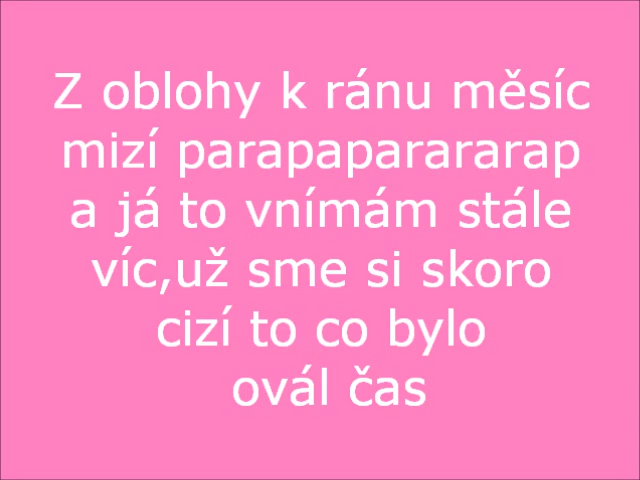 Z oblohy k ránu měsíc
mizí parapaparararap
a já to vnímám stále
víc,už sme si skoro
cizí to co bylo
ovál čas